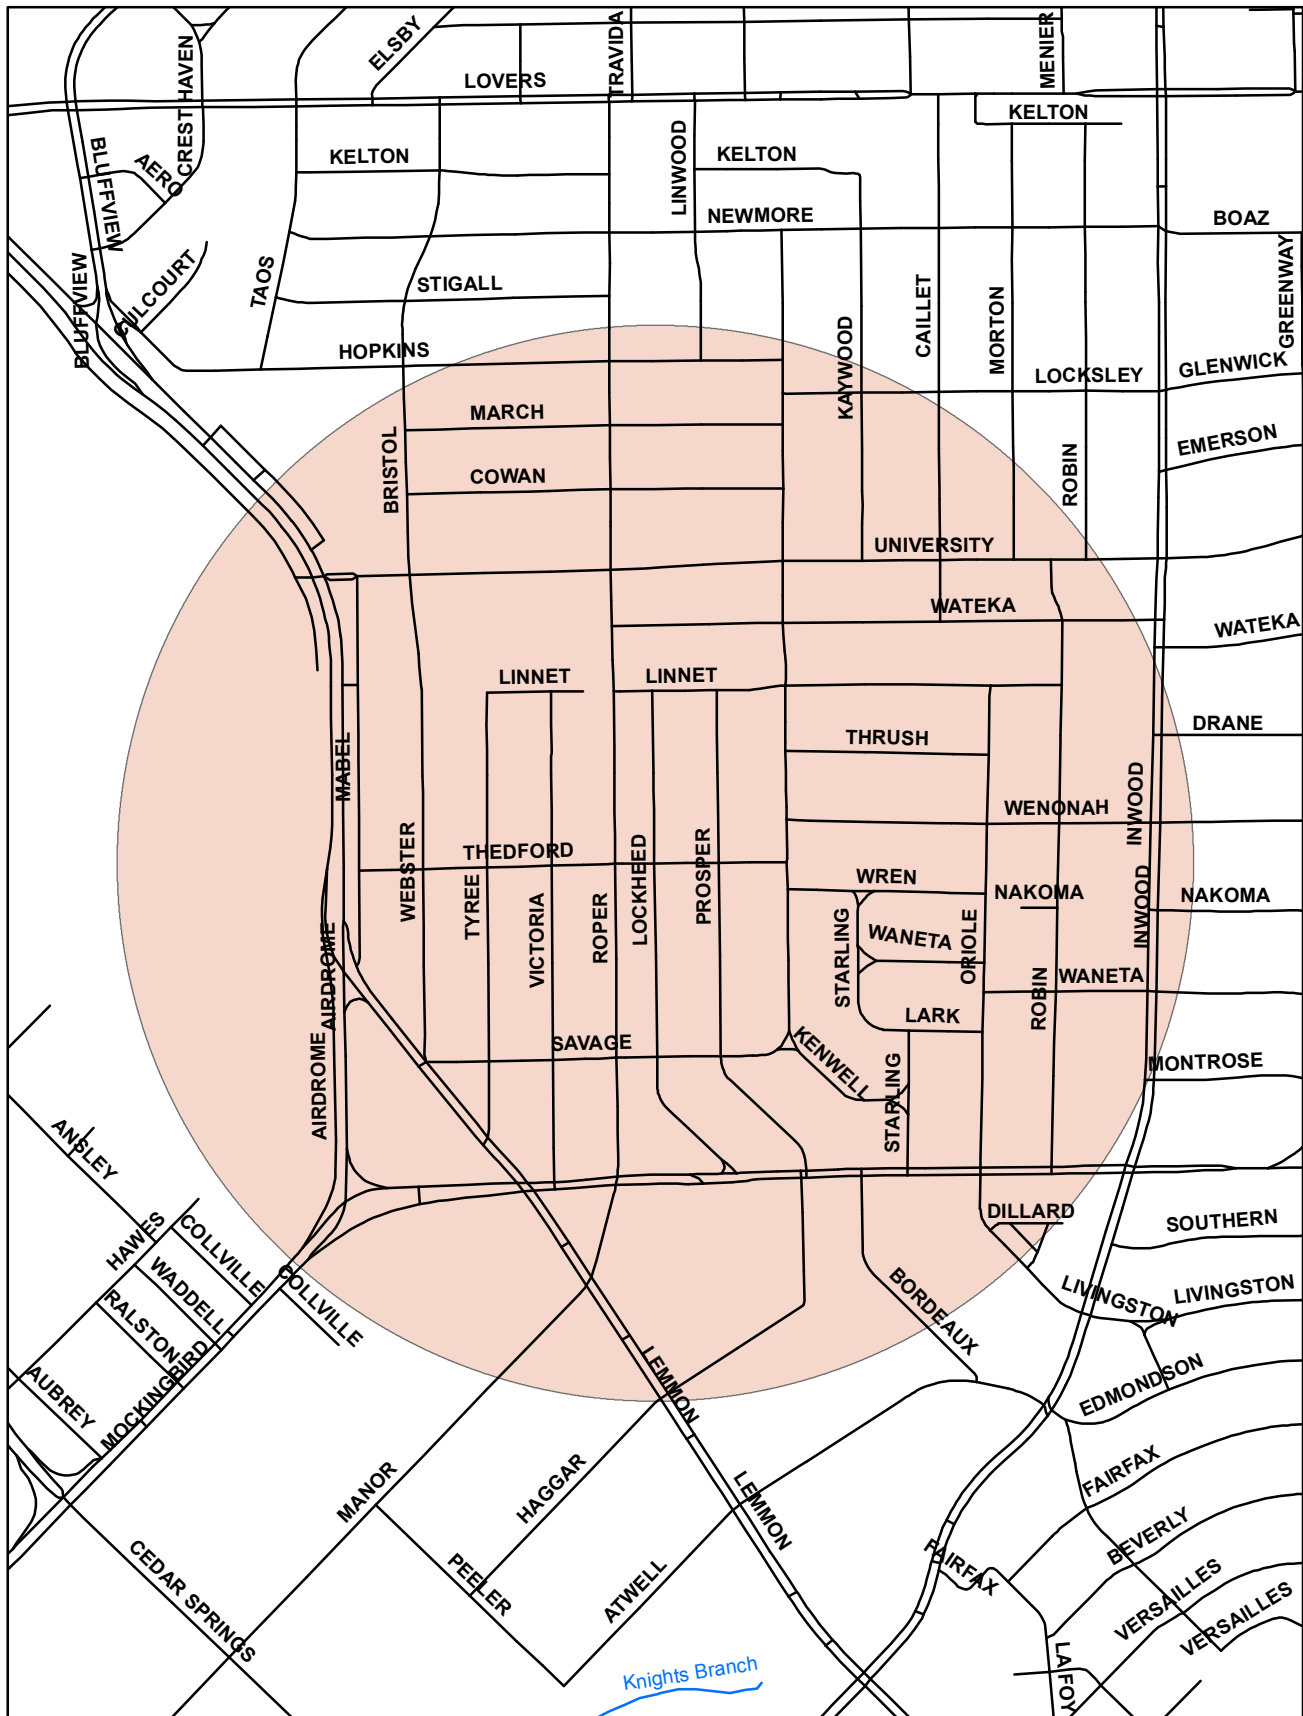 ELSBY
TRAVIDA
MENIER
CREST HAVEN
LOVERS
KELTON
BLUFFVIEW
AERO
KELTON
LINWOOD
KELTON
NEWMORE
BOAZ
GREENWAY
BLUFFVIEW
CULCOURT
TAOS
STIGALL
CAILLET
MORTON
KAYWOOD
HOPKINS
LOCKSLEY
GLENWICK
MARCH
BRISTOL
COWAN
ROBIN
EMERSON
UNIVERSITY
WATEKA
WATEKA
LINNET
LINNET
DRANE
THRUSH
MABEL
INWOOD
WENONAH
WEBSTER
THEDFORD
LOCKHEED
PROSPER
WREN
NAKOMA
INWOOD
NAKOMA
TYREE
VICTORIA
ROPER
STARLING
WANETA
ORIOLE
AIRDROME
WANETA
ROBIN
LARK
AIRDROME
SAVAGE
KENWELL
STARLING
MONTROSE
ANSLEY
HAWES
COLLVILLE
DILLARD
SOUTHERN
WADDELL
COLLVILLE
RALSTON
BORDEAUX
LIVINGSTON
LIVINGSTON
AUBREY
MOCKINGBIRD
LEMMON
EDMONDSON
MANOR
HAGGAR
LEMMON
FAIRFAX
BEVERLY
CEDAR SPRINGS
PEELER
ATWELL
FAIRFAX
VERSAILLES
VERSAILLES
LA FOY
Knights Branch